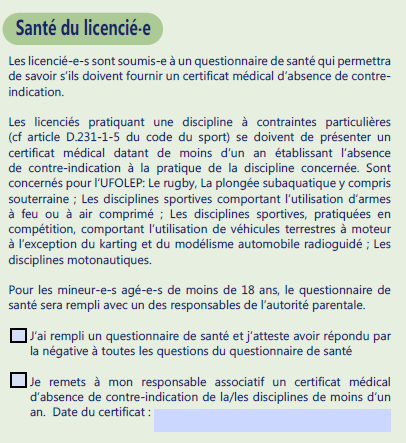 Santé du licencié·e
Les licencié-e-s sont soumis-e à un questionnaire de santé qui permettra
de savoir s'ils doivent fournir un certificat médical d'absence de contre-
indication.
Les licenciés pratiquant une discipline à contraintes particulières
(cf article D.231-1-5 du code du sport) se doivent de présenter un
certificat médical datant de moins d'un an établissant l'absence
de contre-indication à la pratique de la discipline concernée. Sont
concernés pour l'UFOLEP: Le rugby, La plongée subaquatique y compris
souterraine ; Les disciplines sportives comportant l'utilisation d'armes
à feu ou à air comprimé ; Les disciplines sportives, pratiquées en
compétition, comportant l'utilisation de véhicules terrestres à moteur
à l'exception du karting et du modélisme automobile radioguidé ; Les
disciplines motonautiques.
Pour les mineur-e-s agé-e-s de moins de 18 ans, le questionnaire de
santé sera rempli avec un des responsables de l'autorité parentale.
J'ai rempli un questionnaire de santé et j'atteste avoir répondu par
la négative à toutes les questions du questionnaire de santé
Je remets à mon responsable associatif un certificat médical
d'absence de contre-indication de la/les disciplines de moins d'un
an. Date du certificat :